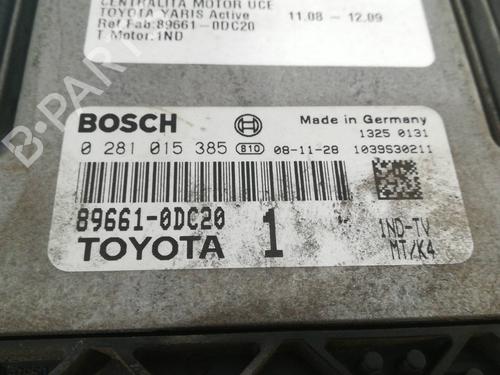 CENTRALITA MOTOR UCE
TOYOTA YARIS Active 11.08 - 12.09
Ref.Fab:89661-0DC20
T.Motor:1ND
BOSCH Made in Germany
1325 0131
0 281 015 385 810 08-11-28 1039S30211
89661-0DC20
TOYOTA 1
1ND-TV
MT/K4
B-PARTS